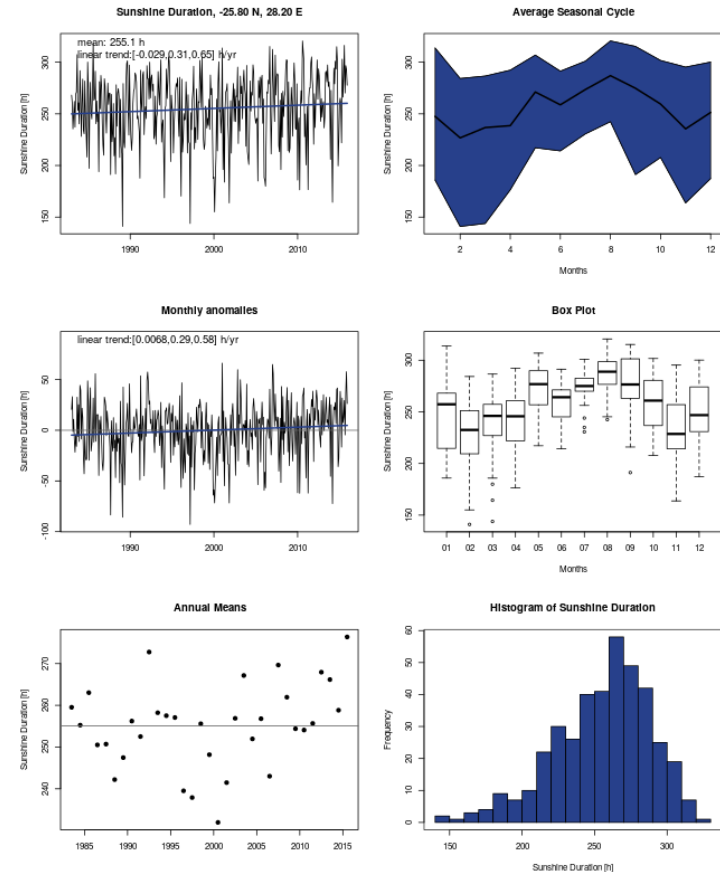 Sunshine Duration, -25.80 N, 28.20 E
mean: 255.1 h
linear trend:[-0.029,0.31,0.65] h/yr
Sunshine Duration [h]
300
250
200
150
1990 2000 2010
Average Seasonal Cycle
Sunshine Duration [h]
300
250
200
150
2 4 6 8 10 12
Months
Monthly anomalies
linear trend:[0.0068,0.29,0.58] h/yr
Sunshine Duration [h]
50
0
-50
-100
1990 2000 2010
Box Plot
Sunshine Duration [h]
300
250
200
150
01 02 03 04 05 06 07 08 09 10 11 12
Months
Annual Means
Sunshine Duration [h]
270
260
250
240
1985 1990 1995 2000 2005 2010 2015
Histogram of Sunshine Duration
Frequency
60
50
40
30
20
10
0
150 200 250 300
Sunshine Duration [h]